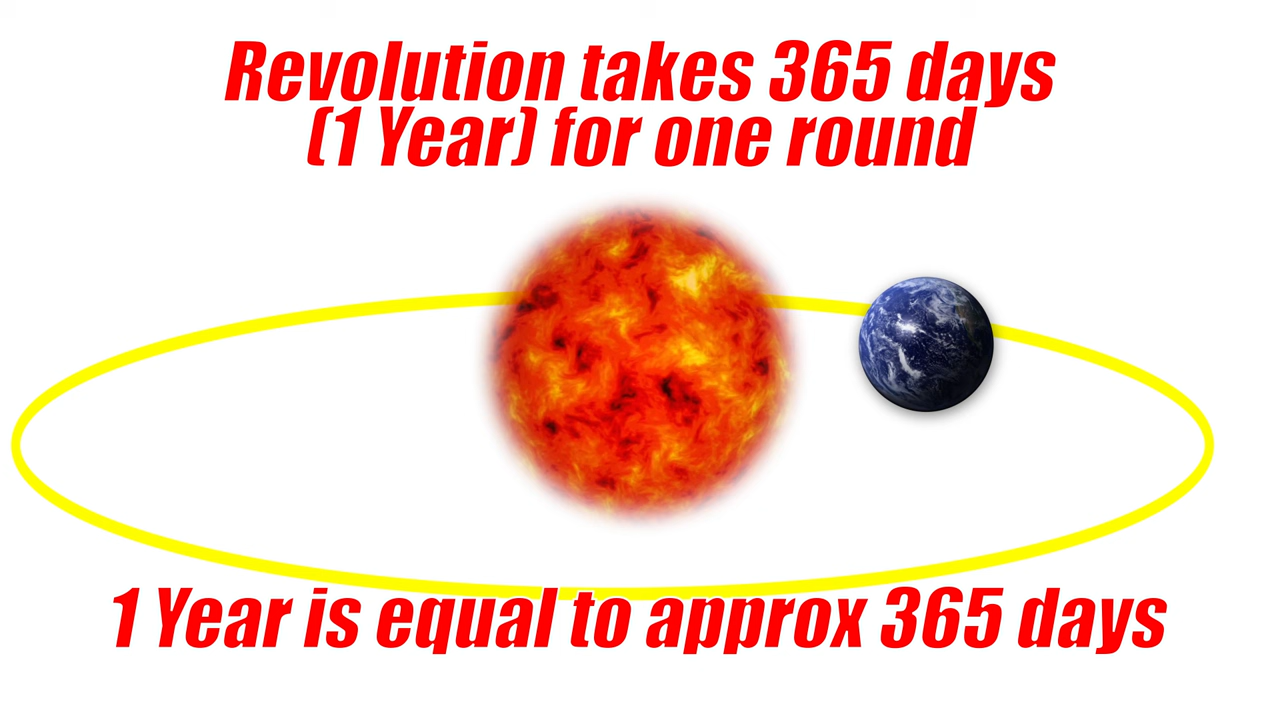 Revolution takes 365 days
(1 Year) for one round
1 Year is equal to approx 365 days